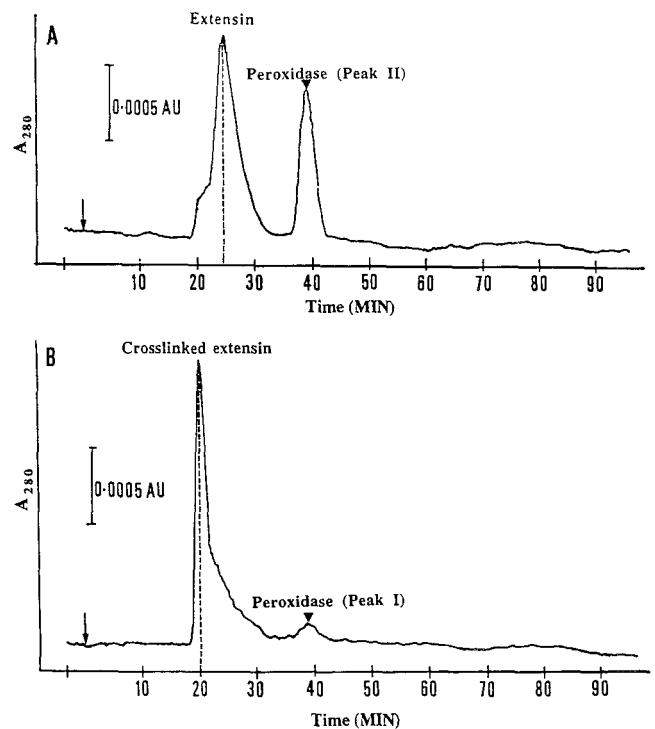 Extensin
A
Peroxidase (Peak II)
0·0005 AU
A280
10 20 30 40 50 60 70 80 90
Time (MIN)
B
Crosslinked extensin
0·0005 AU
A280
Peroxidase (Peak I)
10 20 30 40 50 60 70 80 90
Time (MIN)